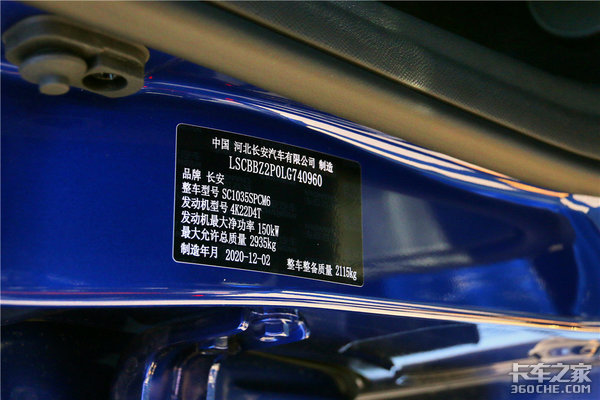 中国 河北长安汽车有限公司 制造
LSCBBZ2P0LG740960
品牌 长安
整车型号 SC1035SPCM6
发动机型号 4K22D4T
发动机最大净功率 150kW
最大允许总质量 2935kg
制造年月 2020-12-02 整车整备质量 2115kg
卡车之家
360che.com